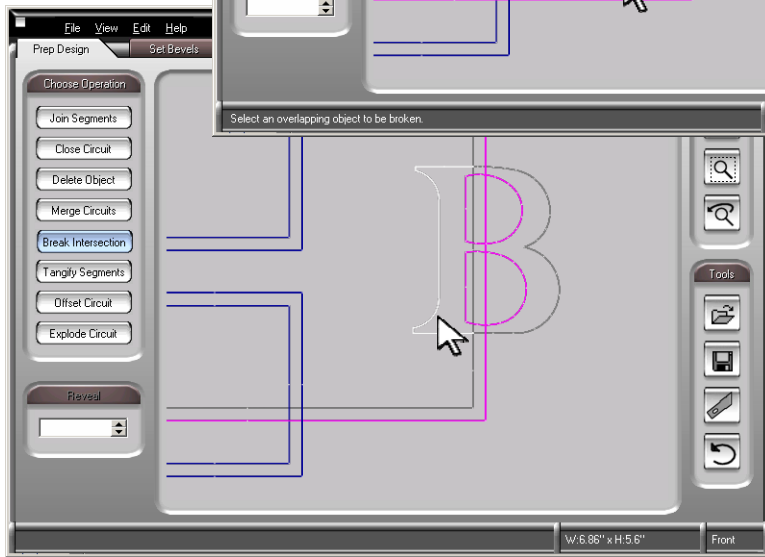 File View Edit Help
Prep Design Set Bevels
Select an overlapping object to be broken.
Choose Operation
Join Segments
Close Circuit
Delete Object
Merge Circuits
Break Intersection
Tangify Segments
Offset Circuit
Explode Circuit
Reveal
B
Tools
W:6.86" x H:5.6"
Front